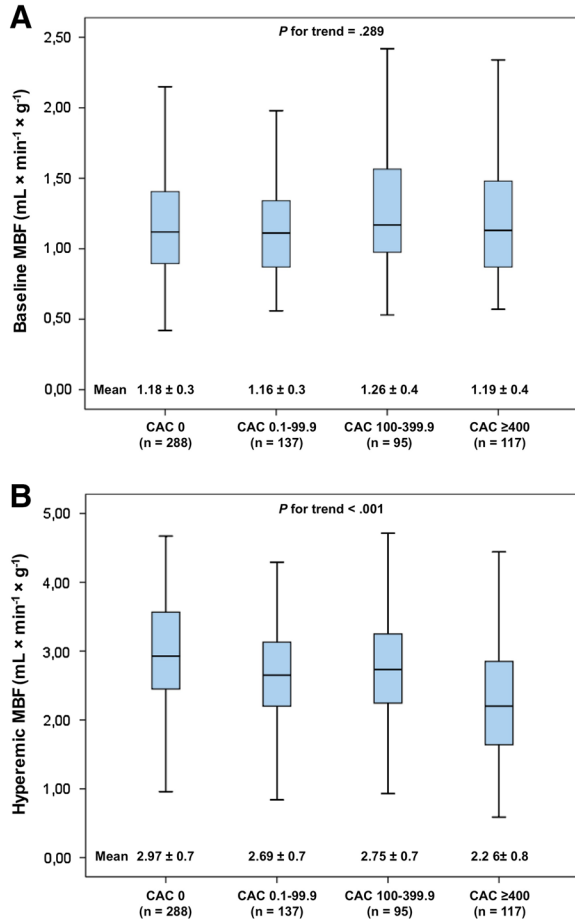 A
P for trend = .289
Baseline MBF (mL × min⁻¹ × g⁻¹)
2,50
2,00
1,50
1,00
0,50
0,00
Mean 1.18 ± 0.3 1.16 ± 0.3 1.26 ± 0.4 1.19 ± 0.4
CAC 0 CAC 0.1-99.9 CAC 100-399.9 CAC ≥400
(n = 288) (n = 137) (n = 95) (n = 117)
B
P for trend < .001
Hyperemic MBF (mL × min⁻¹ × g⁻¹)
5,00
4,00
3,00
2,00
1,00
0,00
Mean 2.97 ± 0.7 2.69 ± 0.7 2.75 ± 0.7 2.2 6± 0.8
CAC 0 CAC 0.1-99.9 CAC 100-399.9 CAC ≥400
(n = 288) (n = 137) (n = 95) (n = 117)